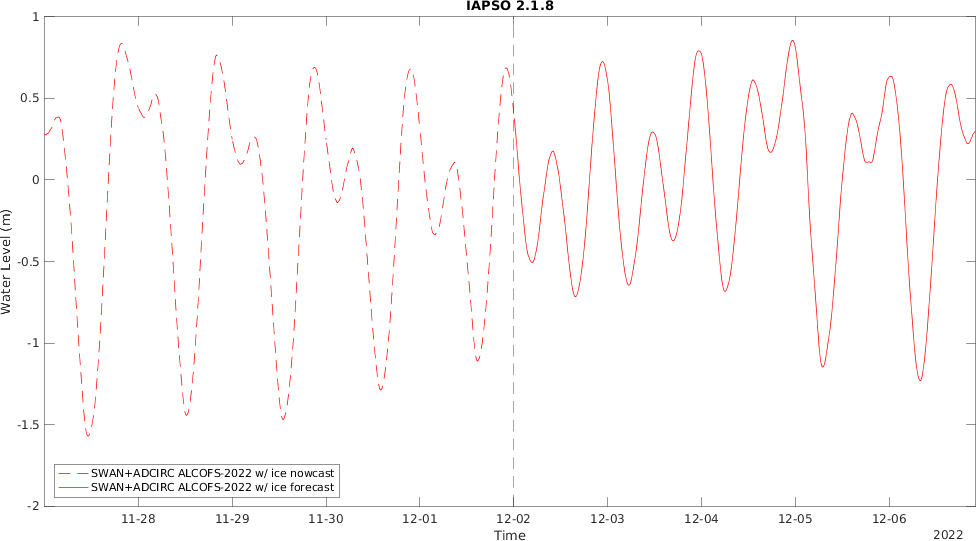 IAPSO 2.1.8
1
0.5
0
-0.5
-1
-1.5
-2
Water Level (m)
SWAN+ADCIRC ALCOFS-2022 w/ ice nowcast
SWAN+ADCIRC ALCOFS-2022 w/ ice forecast
11-28 11-29 11-30 12-01 12-02 12-03 12-04 12-05 12-06
Time
2022